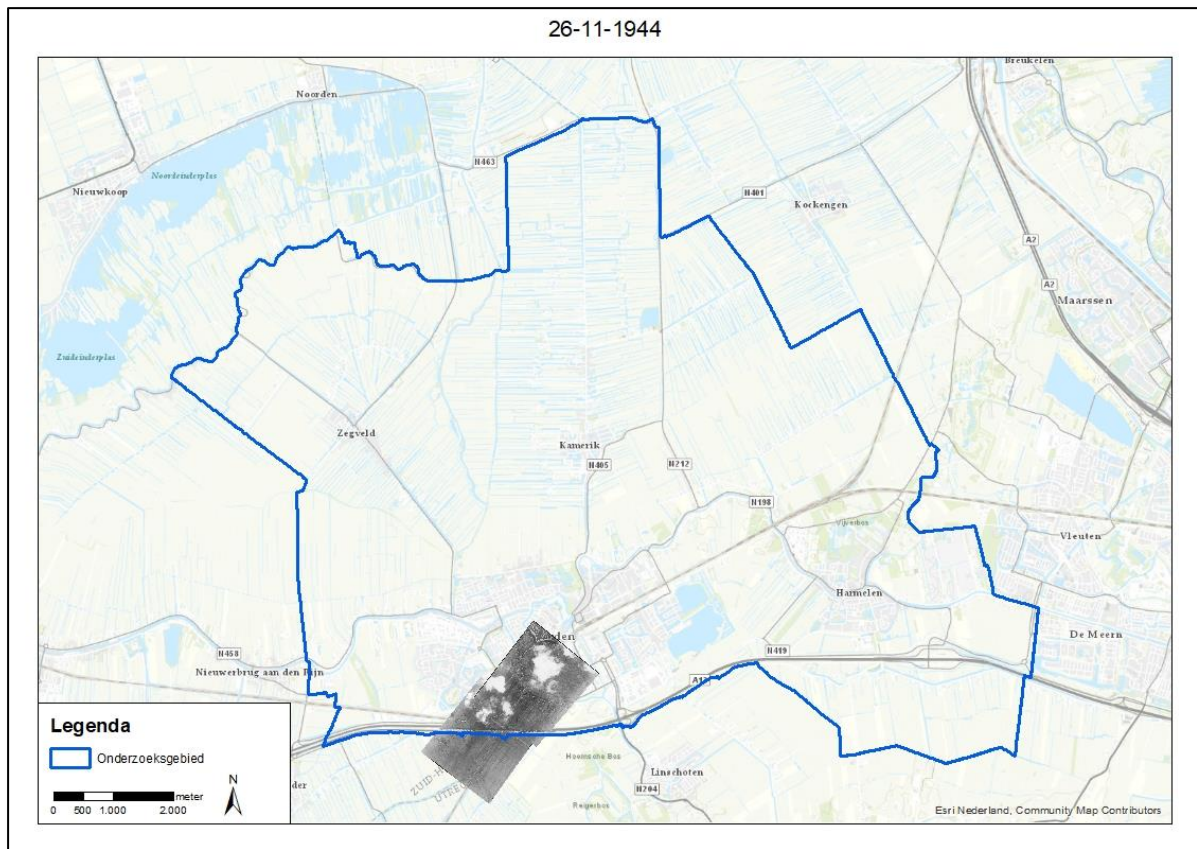 26-11-1944
Breukelen
Noorden
Noordeinderplas
N463
Nieuwkoop
N401
Kockengen
A2
A2
Maarssen
Zuideinderplas
Zegveld
Kamerik
N405
N212
N198
Vijverbos
Vleuten
Harmelen
De Meern
N458
Nieuwerbrug aan den Rijn
N419
Linschoten
N204
Reigerbos
Legenda
Onderzoeksgebied
N
meter
0 500 1.000 2.000
Esri Nederland, Community Map Contributors